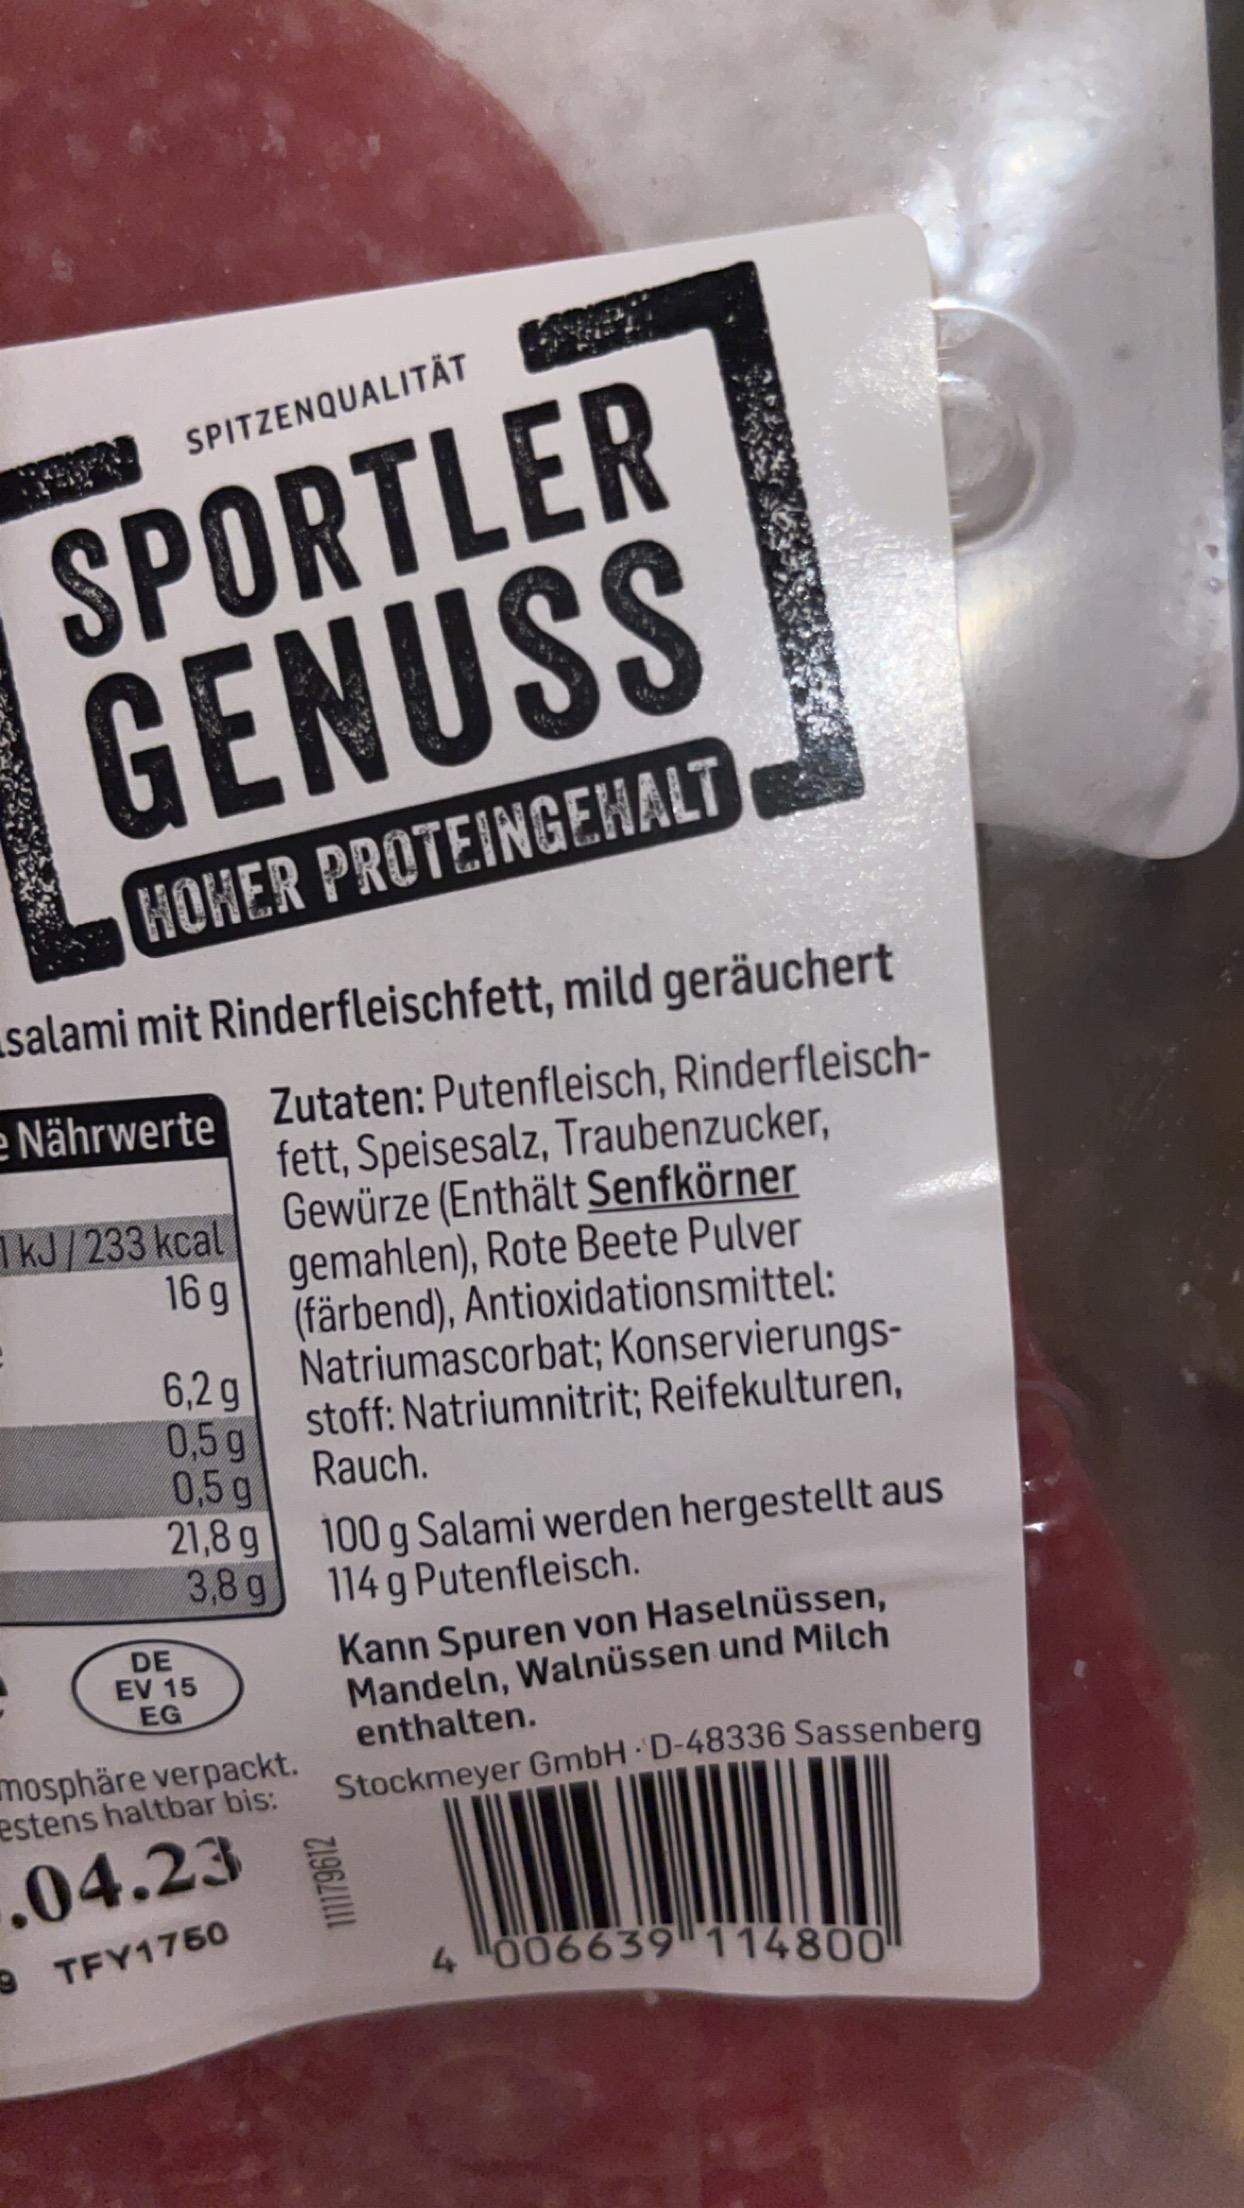 SPITZENQUALITÄT
SPORTLER
GENUSS
HOHER PROTEINGEHALT
salami mit Rinderfleischfett, mild geräuchert
Nährwerte
1 kJ / 233 kcal
16 g
6,2 g
0,5 g
0,5 g
21,8 g
3,8 g
Zutaten: Putenfleisch, Rinderfleisch-
fett, Speisesalz, Traubenzucker,
Gewürze (Enthält Senfkörner
gemahlen), Rote Beete Pulver
(färbend), Antioxidationsmittel:
Natriumascorbat; Konservierungs-
stoff: Natriumnitrit; Reifekulturen,
Rauch.
100 g Salami werden hergestellt aus
114 g Putenfleisch.
Kann Spuren von Haselnüssen,
Mandeln, Walnüssen und Milch
enthalten.
Stockmeyer GmbH · D-48336 Sassenberg
DE
EV 15
EG
mosphäre verpackt.
estens haltbar bis:
.04.23
9 TFY1750
111179612
4 006639 114800